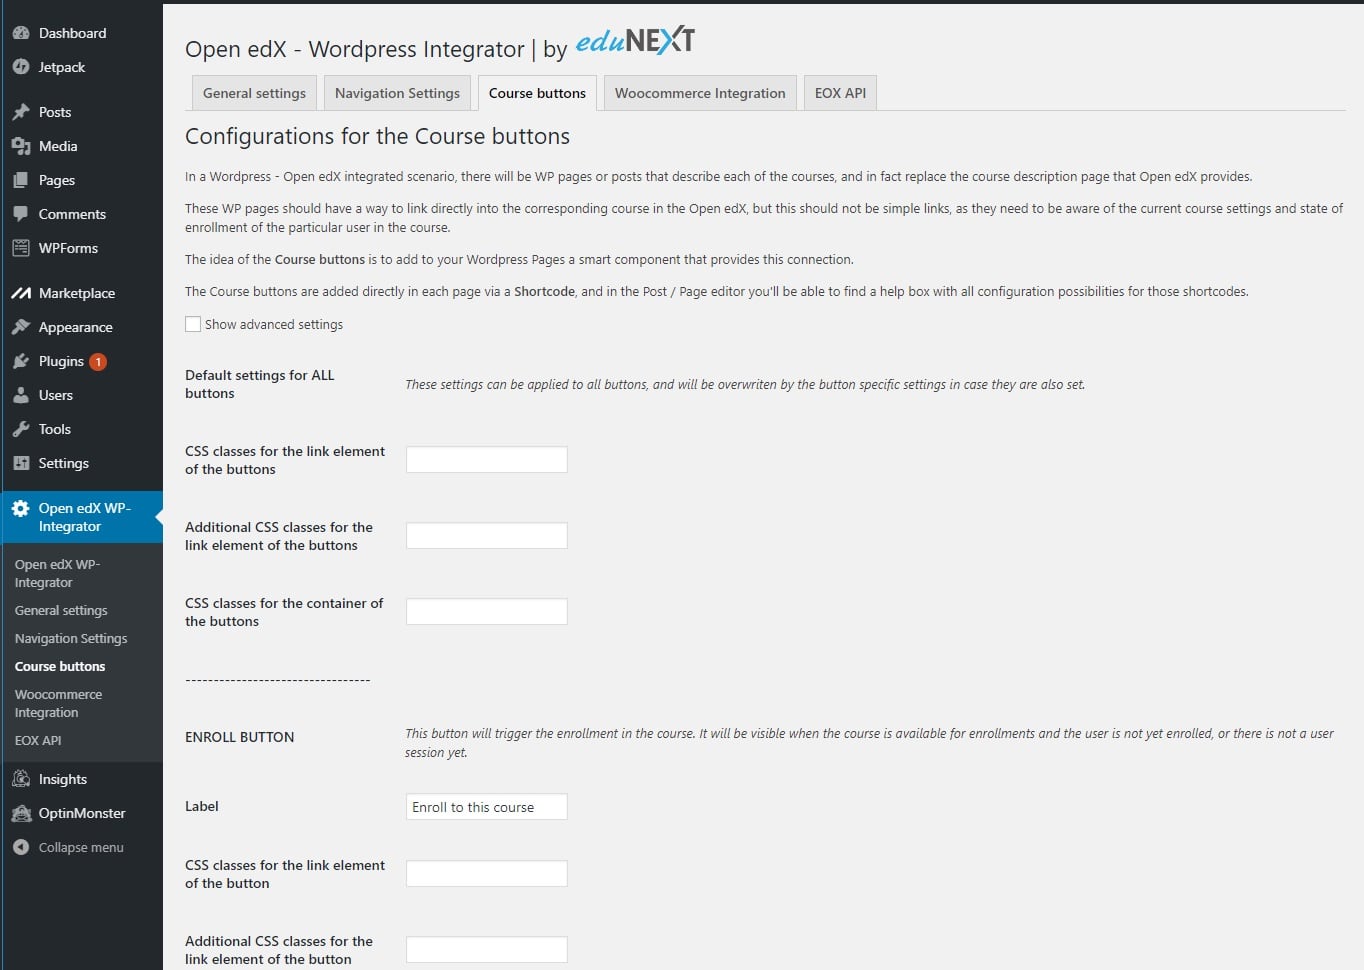 Dashboard
Jetpack
Posts
Media
Pages
Comments
WPForms
Marketplace
Appearance
Plugins 1
Users
Tools
Settings
Open edX WP-
Integrator
Open edX WP-
Integrator
General settings
Navigation Settings
Course buttons
Woocommerce
Integration
EOX API
Insights
OptinMonster
Collapse menu
Open edX - Wordpress Integrator | by eduNEXT
General settings Navigation Settings Course buttons Woocommerce Integration EOX API
Configurations for the Course buttons
In a Wordpress - Open edX integrated scenario, there will be WP pages or posts that describe each of the courses, and in fact replace the course description page that Open edX provides.
These WP pages should have a way to link directly into the corresponding course in the Open edX, but this should not be simple links, as they need to be aware of the current course settings and state of
enrollment of the particular user in the course.
The idea of the Course buttons is to add to your Wordpress Pages a smart component that provides this connection.
The Course buttons are added directly in each page via a Shortcode, and in the Post / Page editor you'll be able to find a help box with all configuration possibilities for those shortcodes.
Show advanced settings
Default settings for ALL
buttons
These settings can be applied to all buttons, and will be overwriten by the button specific settings in case they are also set.
CSS classes for the link element
of the buttons
Additional CSS classes for the
link element of the buttons
CSS classes for the container of
the buttons
---------------------------------
ENROLL BUTTON
This button will trigger the enrollment in the course. It will be visible when the course is available for enrollments and the user is not yet enrolled, or there is not a user
session yet.
Label
Enroll to this course
CSS classes for the link element
of the button
Additional CSS classes for the
link element of the button